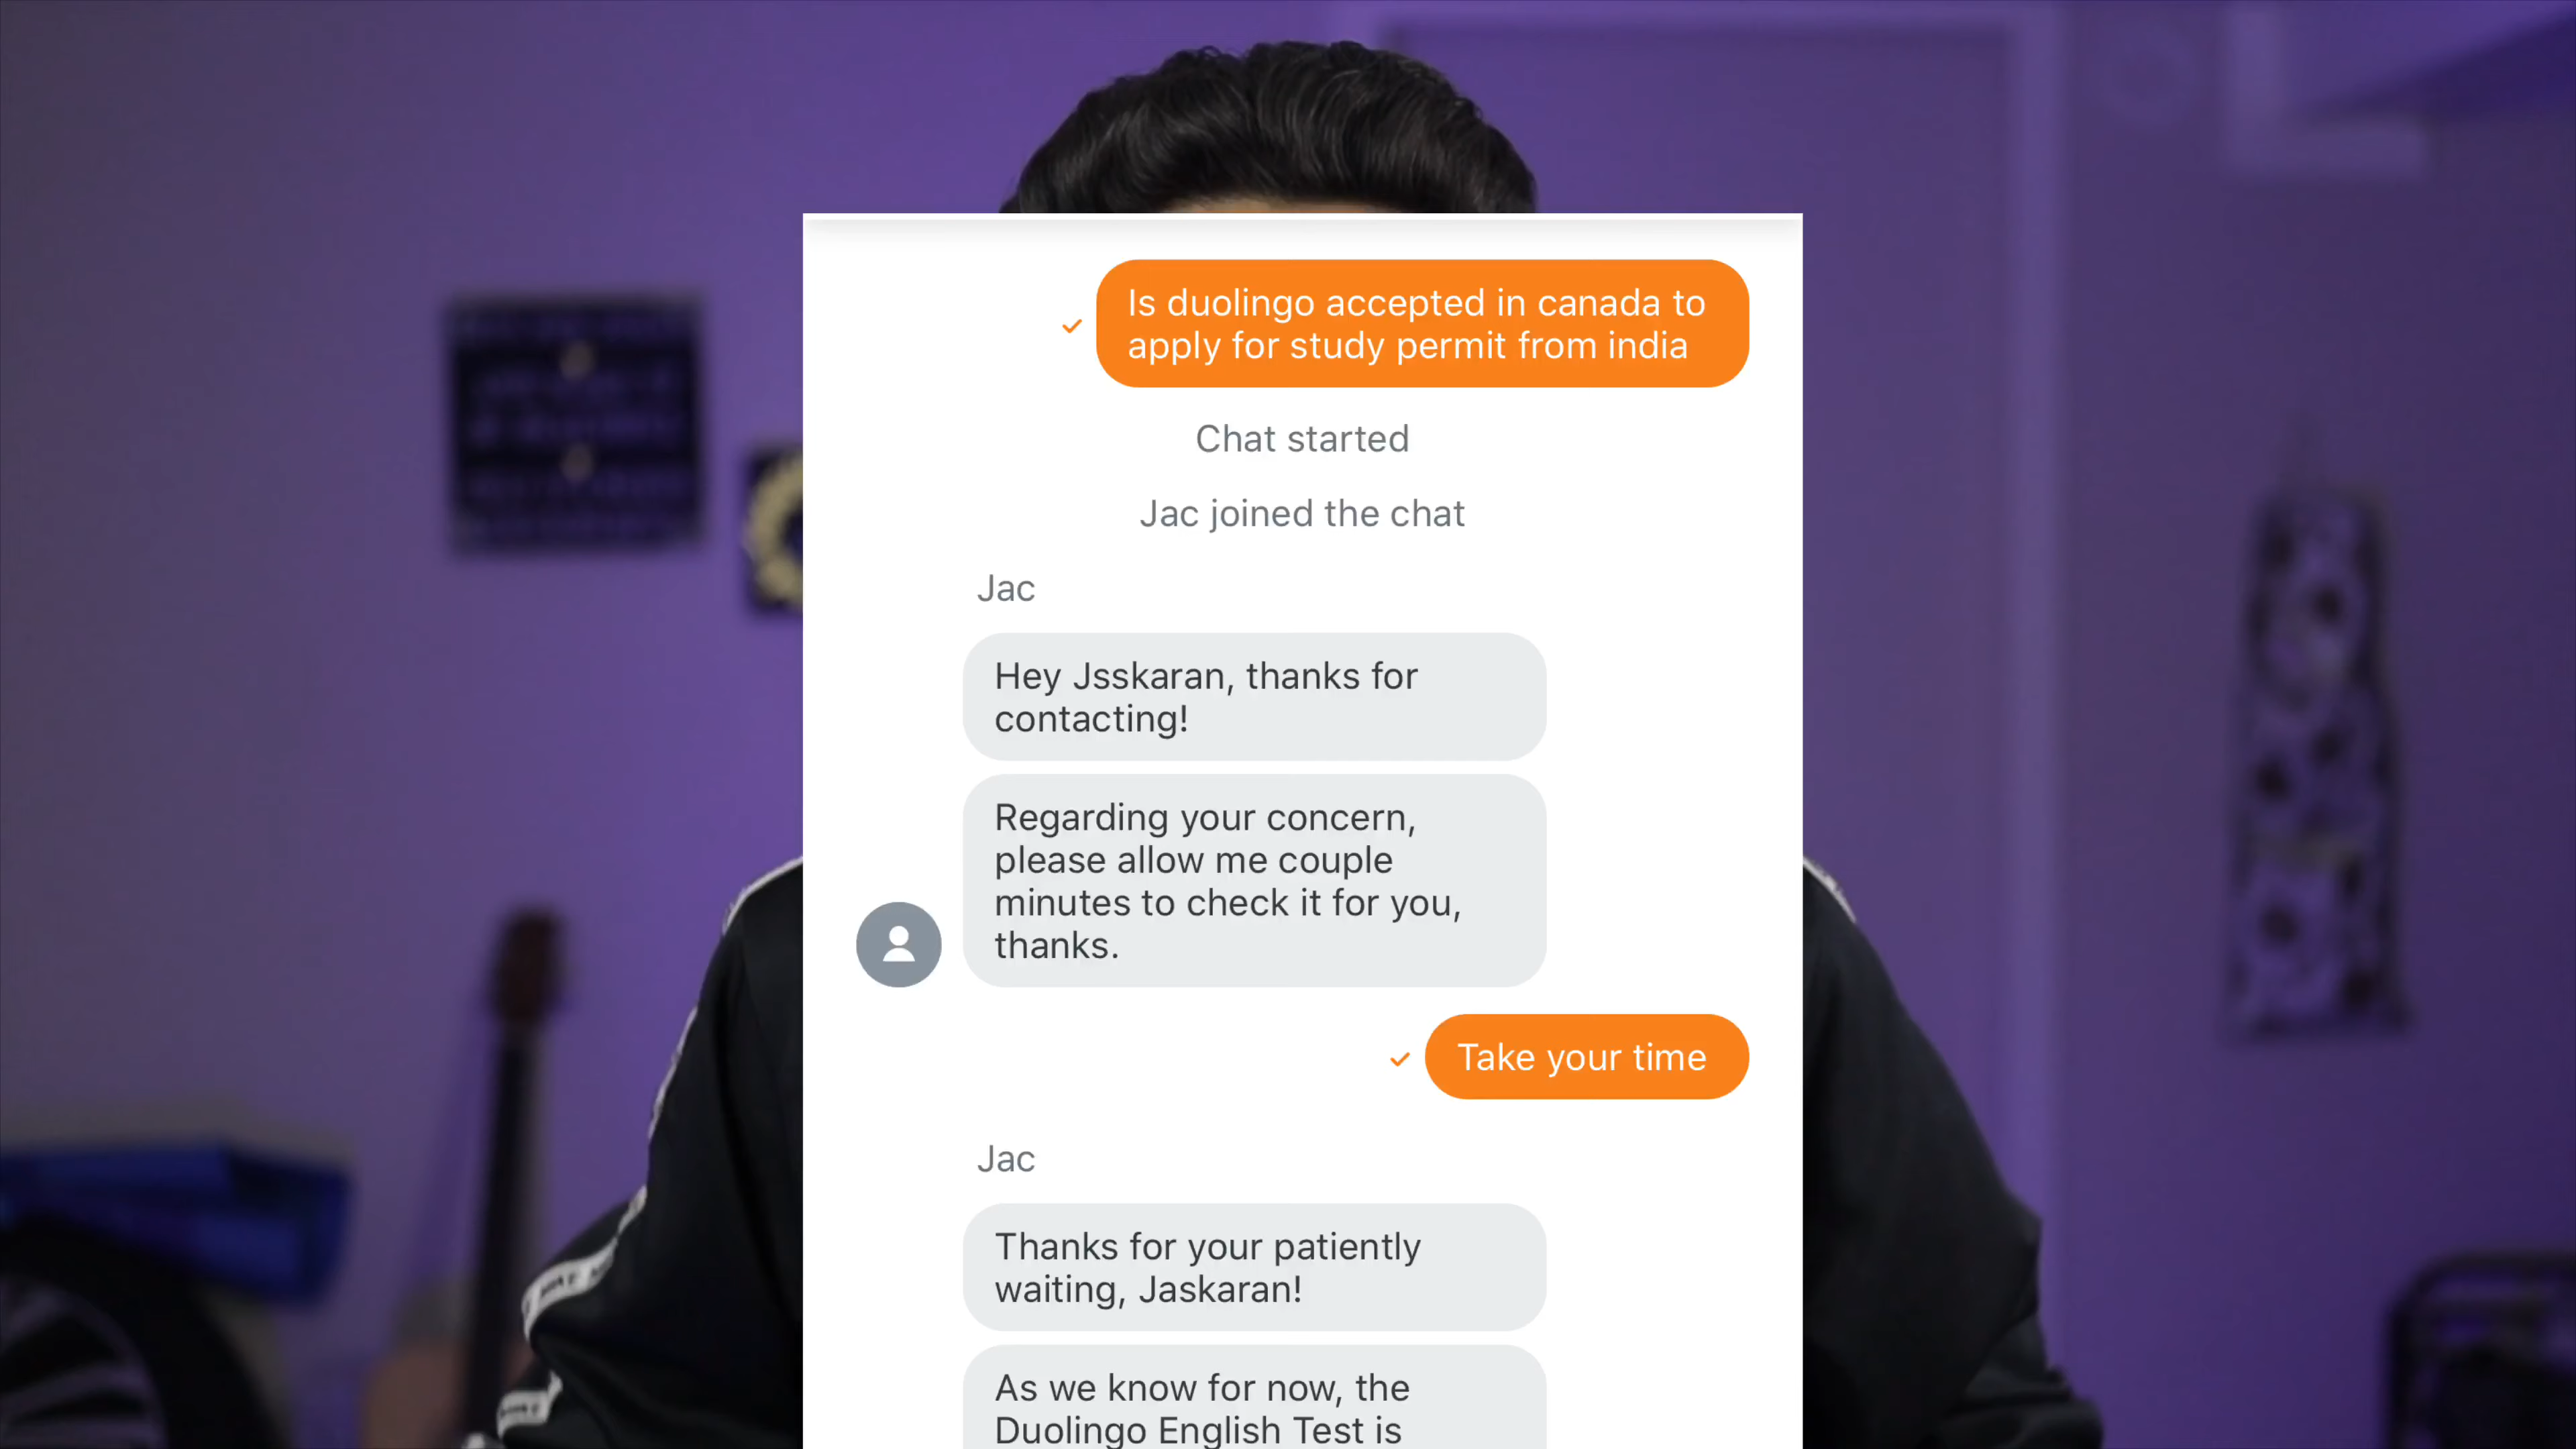 Is duolingo accepted in canada to
apply for study permit from india
Chat started
Jac joined the chat
Jac
Hey Jsskaran, thanks for
contacting!
Regarding your concern,
please allow me couple
minutes to check it for you,
thanks.
Take your time
Jac
Thanks for your patiently
waiting, Jaskaran!
As we know for now, the
Duolingo English Test is